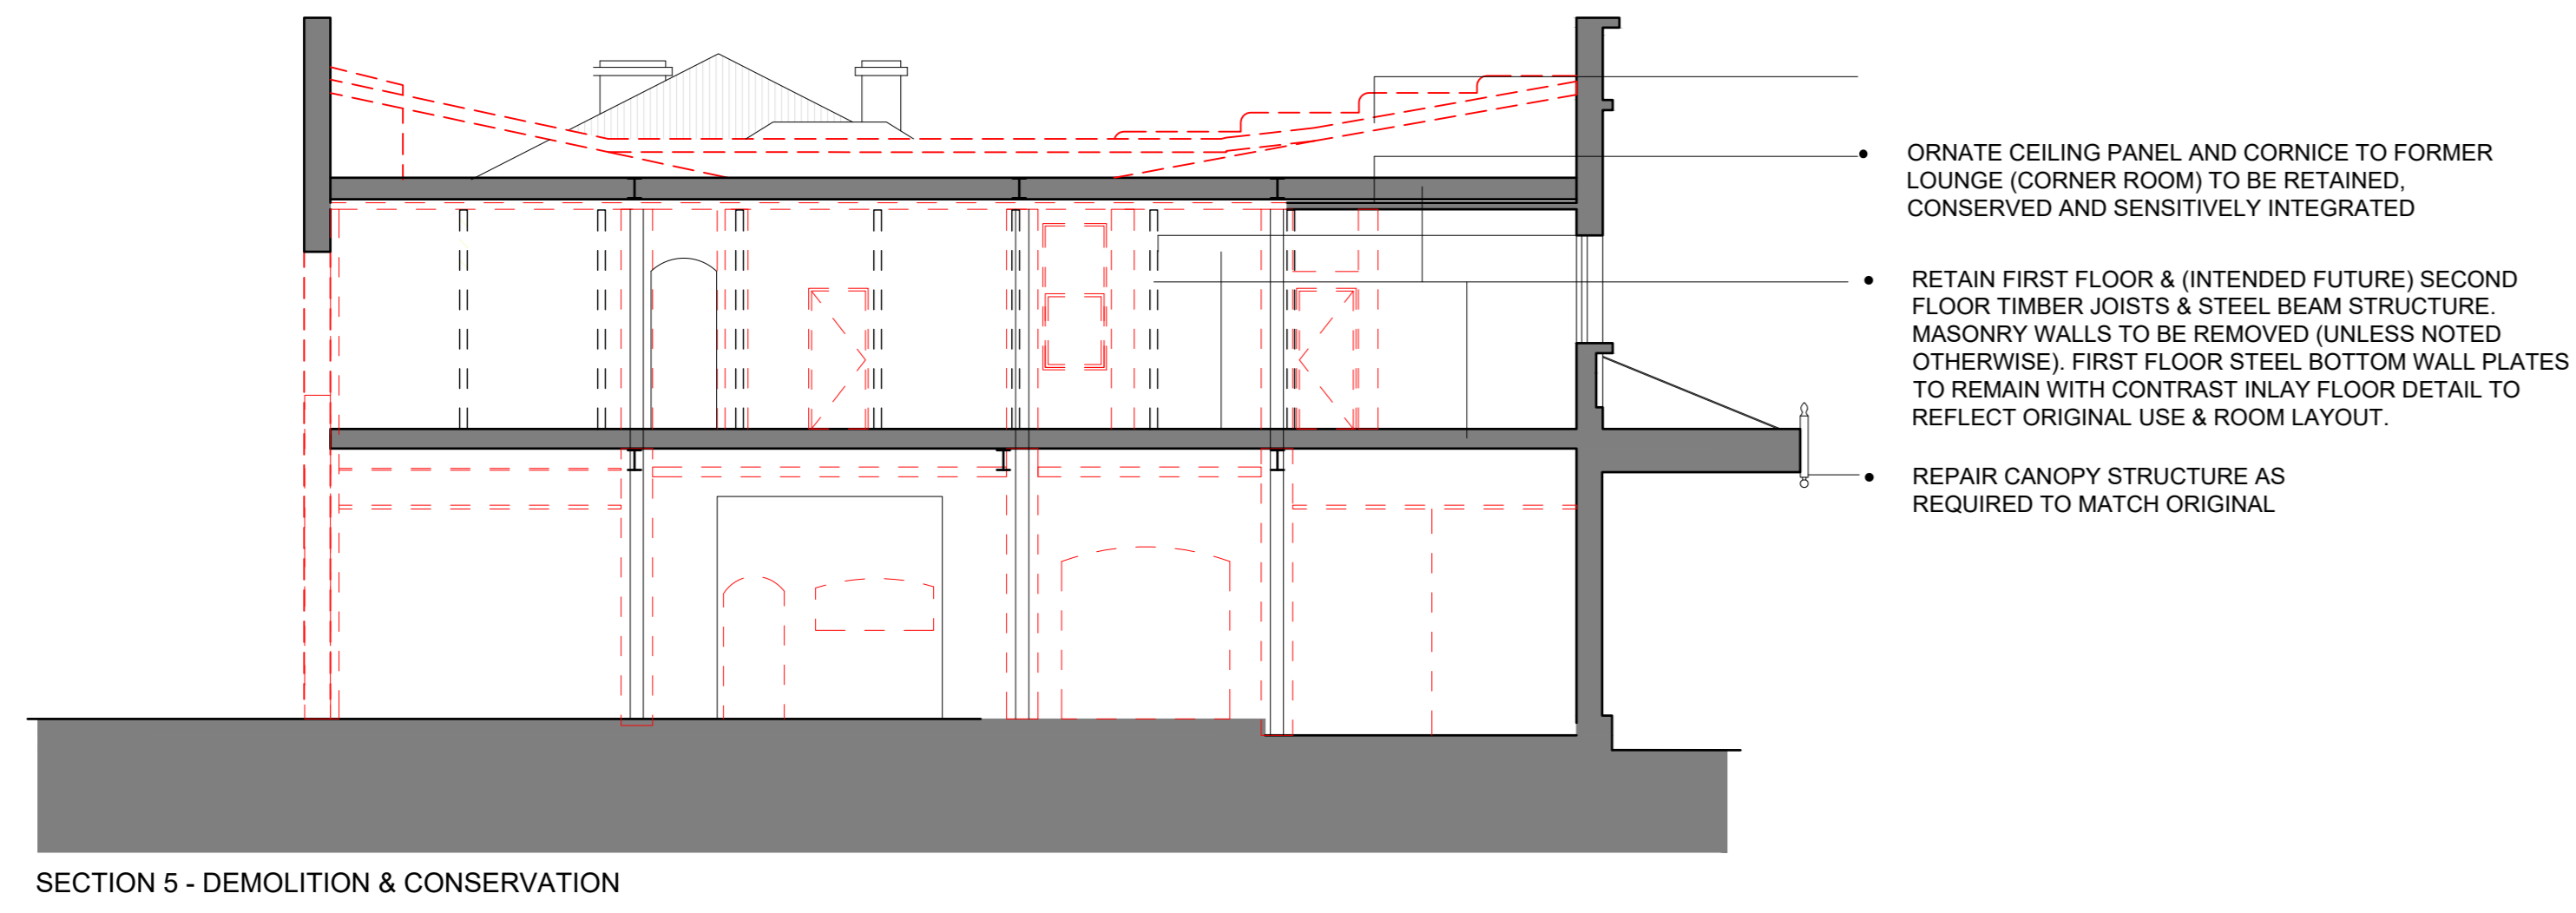 • ORNATE CEILING PANEL AND CORNICE TO FORMER
LOUNGE (CORNER ROOM) TO BE RETAINED,
CONSERVED AND SENSITIVELY INTEGRATED
• RETAIN FIRST FLOOR & (INTENDED FUTURE) SECOND
FLOOR TIMBER JOISTS & STEEL BEAM STRUCTURE.
MASONRY WALLS TO BE REMOVED (UNLESS NOTED
OTHERWISE). FIRST FLOOR STEEL BOTTOM WALL PLATES
TO REMAIN WITH CONTRAST INLAY FLOOR DETAIL TO
REFLECT ORIGINAL USE & ROOM LAYOUT.
• REPAIR CANOPY STRUCTURE AS
REQUIRED TO MATCH ORIGINAL
SECTION 5 - DEMOLITION & CONSERVATION